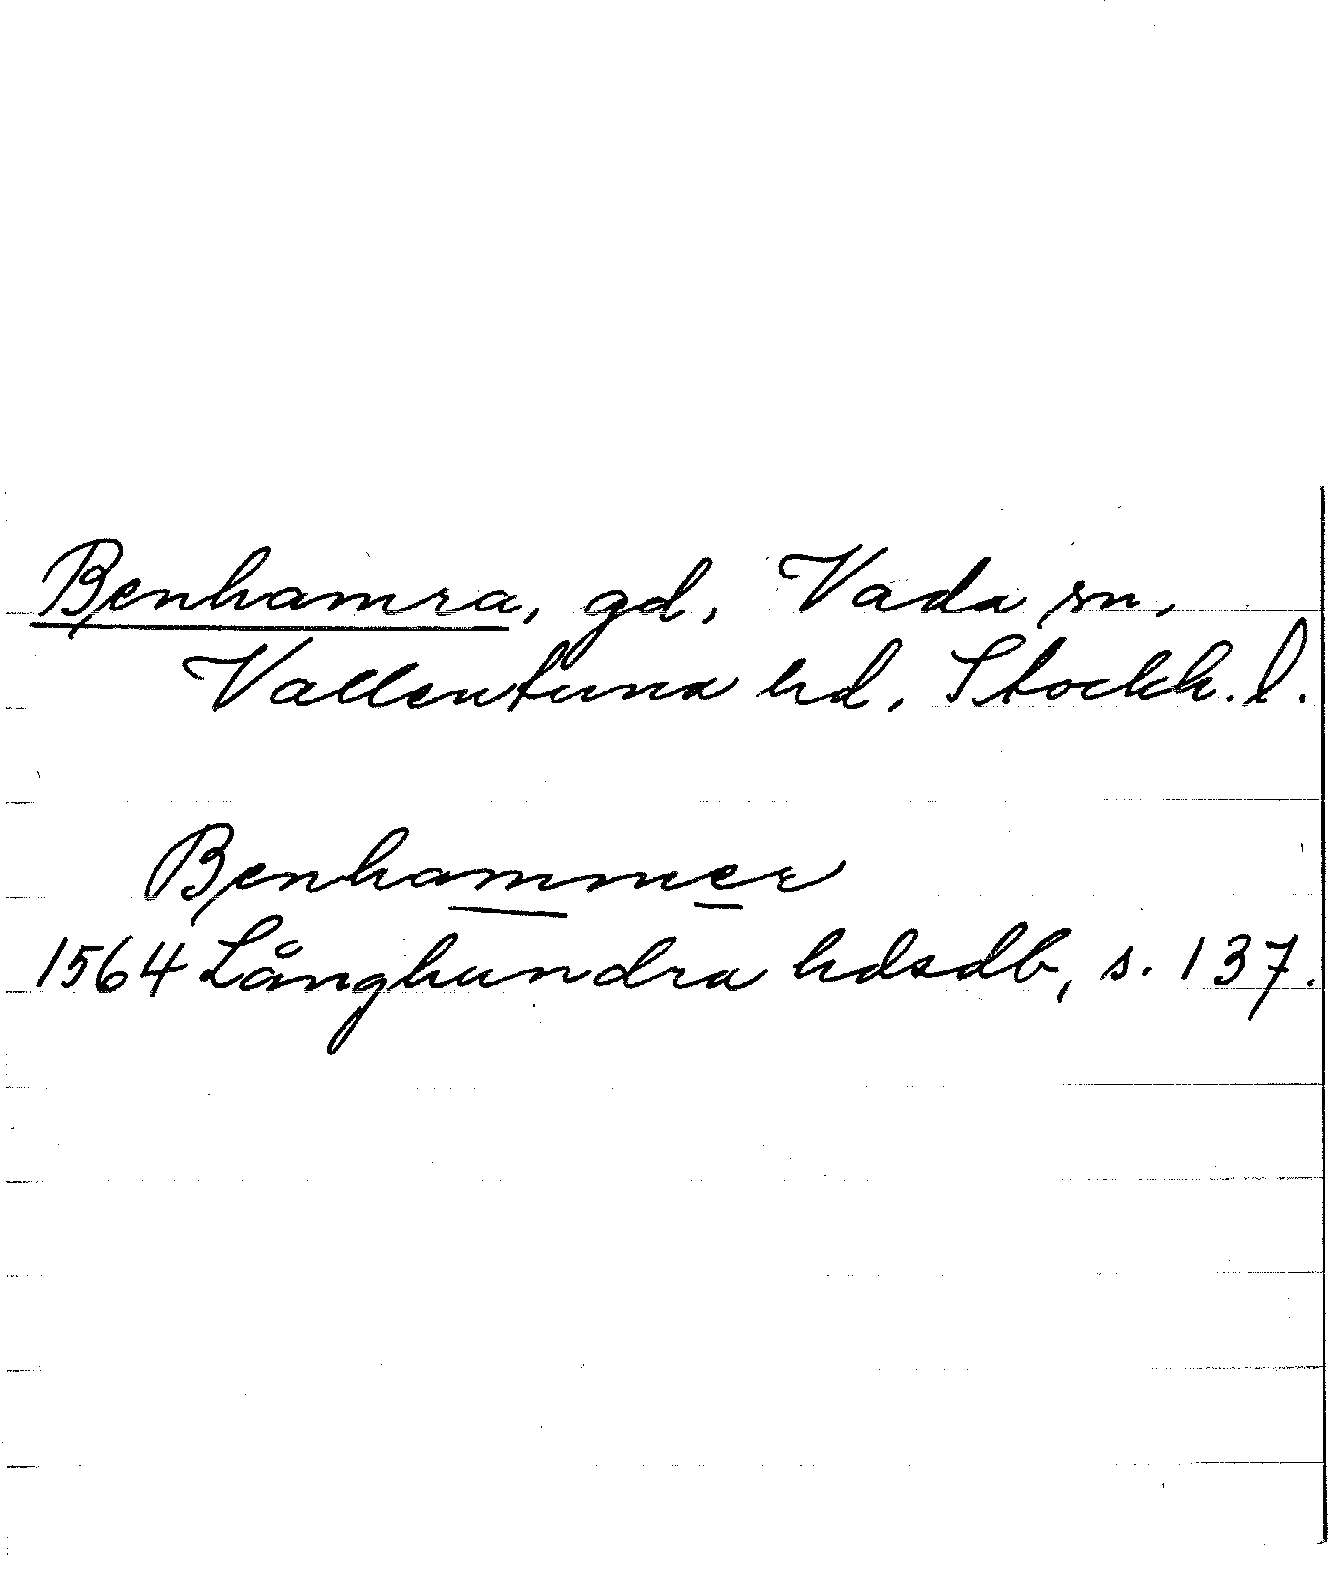 Benhamra, gd, Vada sn,
Vallentuna hd, Stockh. l.
Benhammer
1564 Långhundra hdsdb, s. 137.